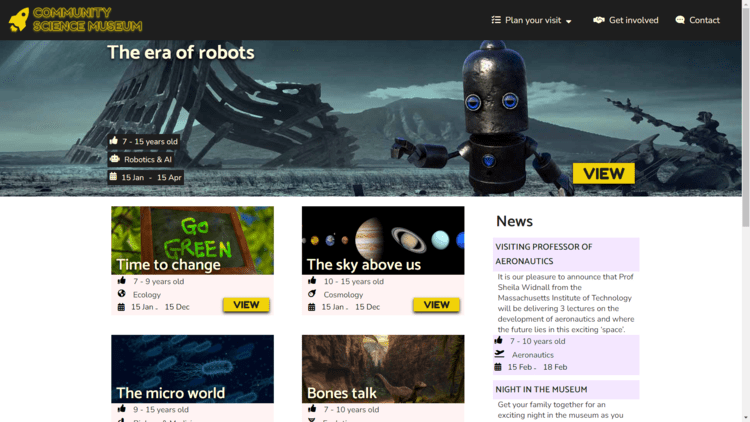 COMMUNITY
SCIENCE MUSEUM
Plan your visit
Get involved
Contact
The era of robots
7 - 15 years old
Robotics & AI
15 Jan - 15 Apr
VIEW
GO
GREEN
Time to change
7 - 9 years old
Ecology
15 Jan - 15 Dec
VIEW
The sky above us
10 - 15 years old
Cosmology
15 Jan - 15 Dec
VIEW
The micro world
9 - 15 years old
Bones talk
7 - 10 years old
News
VISITING PROFESSOR OF
AERONAUTICS
It is our pleasure to announce that Prof
Sheila Widnall from the
Massachusetts Institute of Technology
will be delivering 3 lectures on the
development of aeronautics and where
the future lies in this exciting ‘space’.
7 - 10 years old
Aeronautics
15 Feb - 18 Feb
NIGHT IN THE MUSEUM
Get your family together for an
exciting night in the museum as you